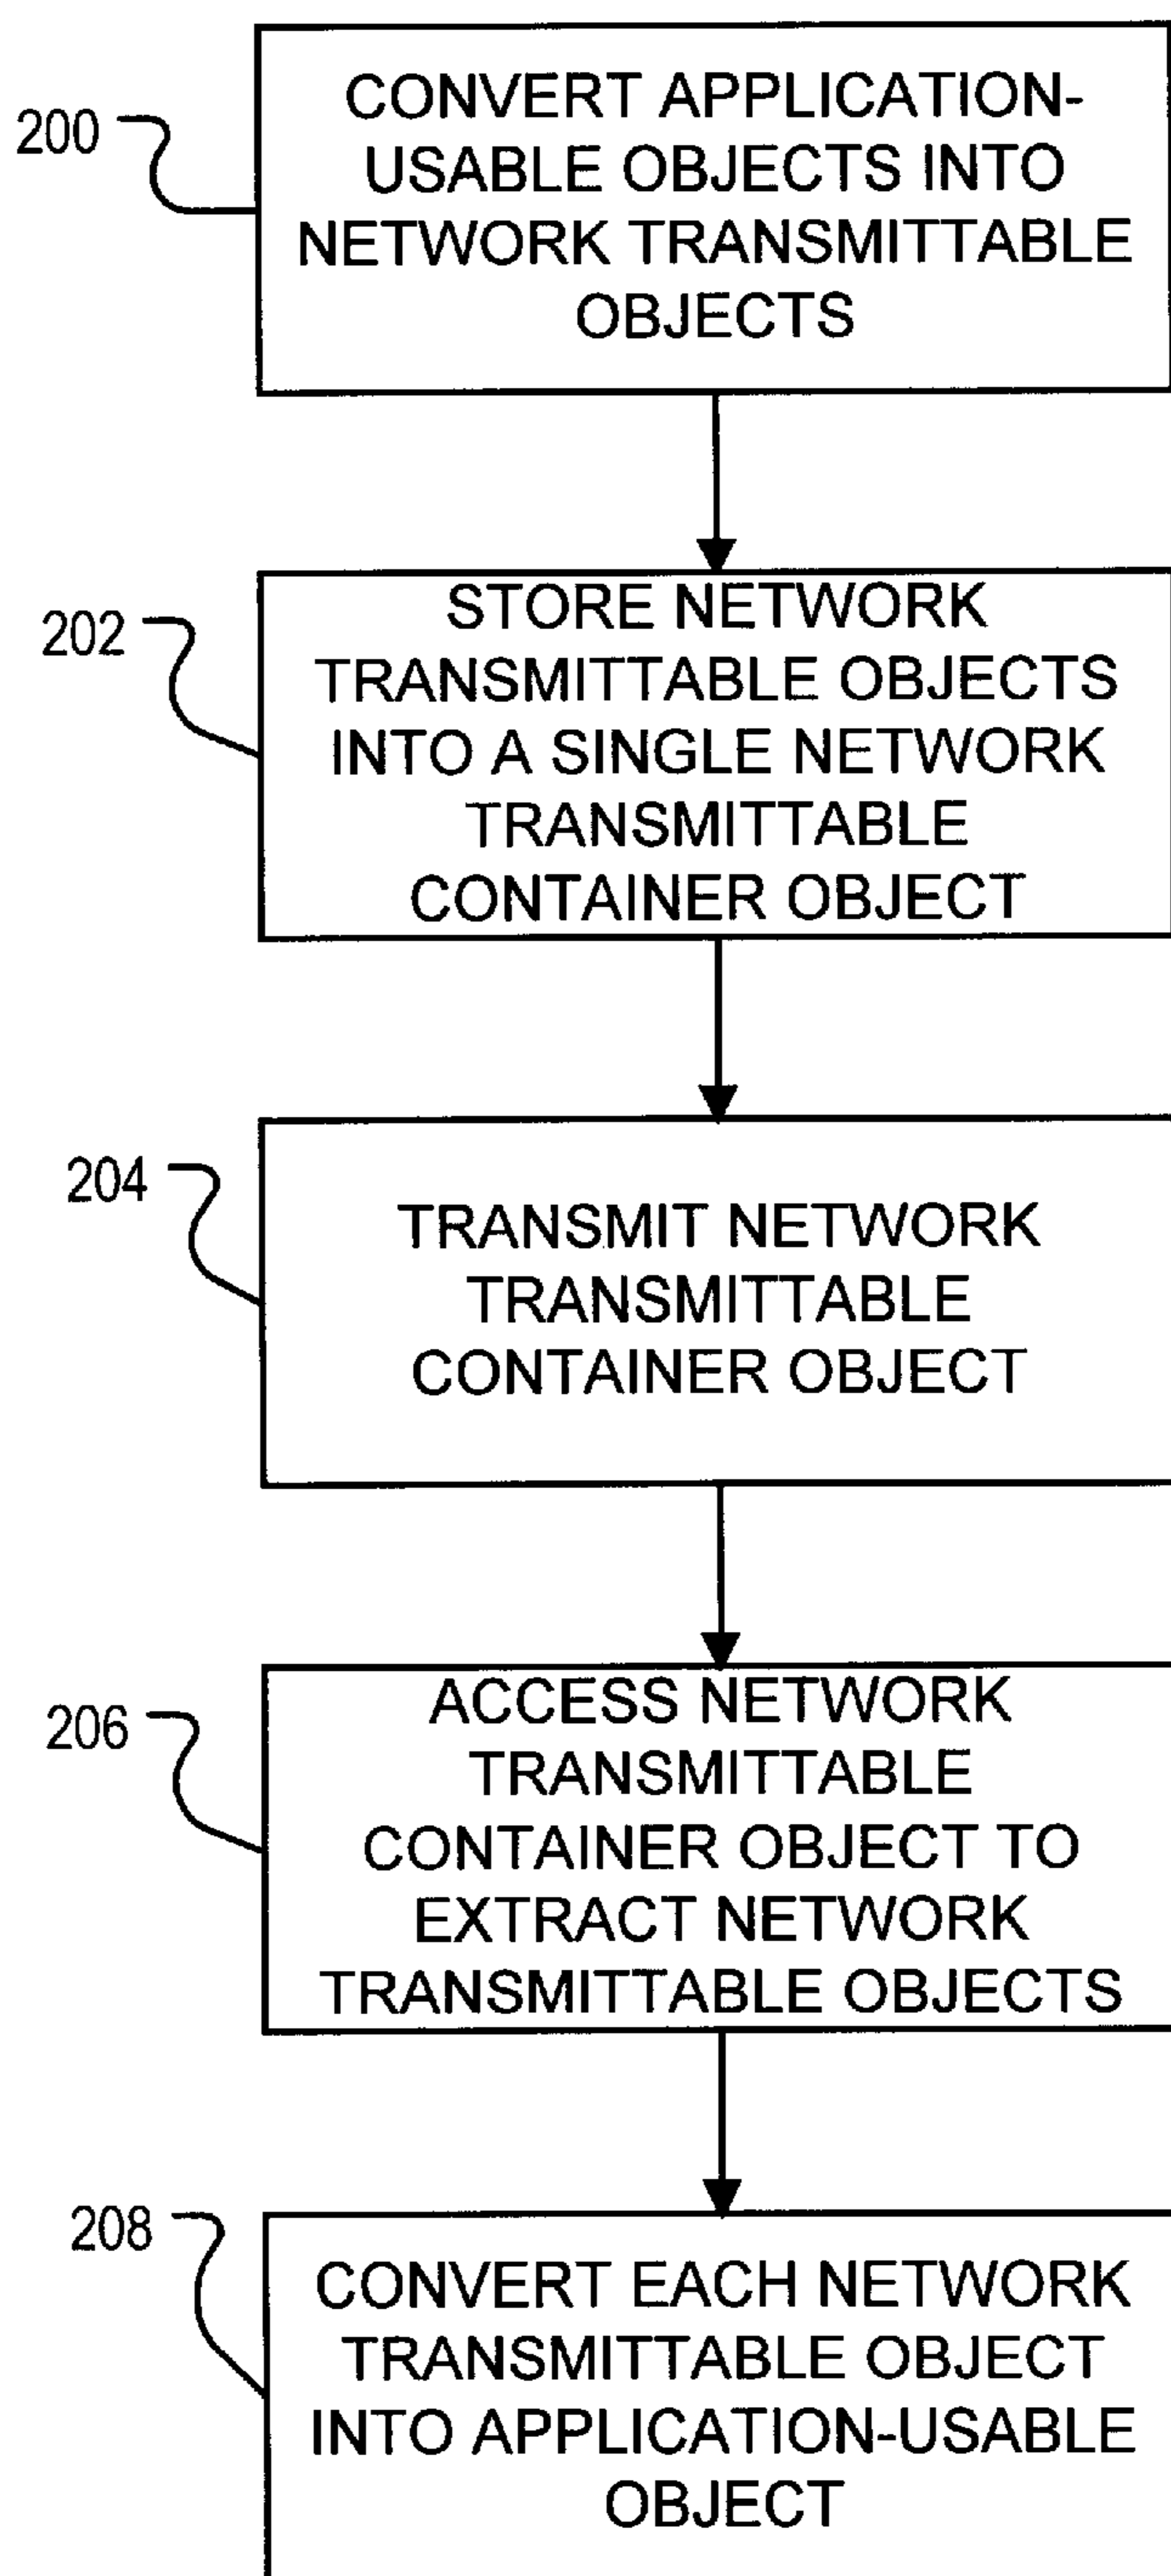 200
CONVERT APPLICATION-
USABLE OBJECTS INTO
NETWORK TRANSMITTABLE
OBJECTS
202
STORE NETWORK
TRANSMITTABLE OBJECTS
INTO A SINGLE NETWORK
TRANSMITTABLE
CONTAINER OBJECT
204
TRANSMIT NETWORK
TRANSMITTABLE
CONTAINER OBJECT
206
ACCESS NETWORK
TRANSMITTABLE
CONTAINER OBJECT TO
EXTRACT NETWORK
TRANSMITTABLE OBJECTS
208
CONVERT EACH NETWORK
TRANSMITTABLE OBJECT
INTO APPLICATION-USABLE
OBJECT